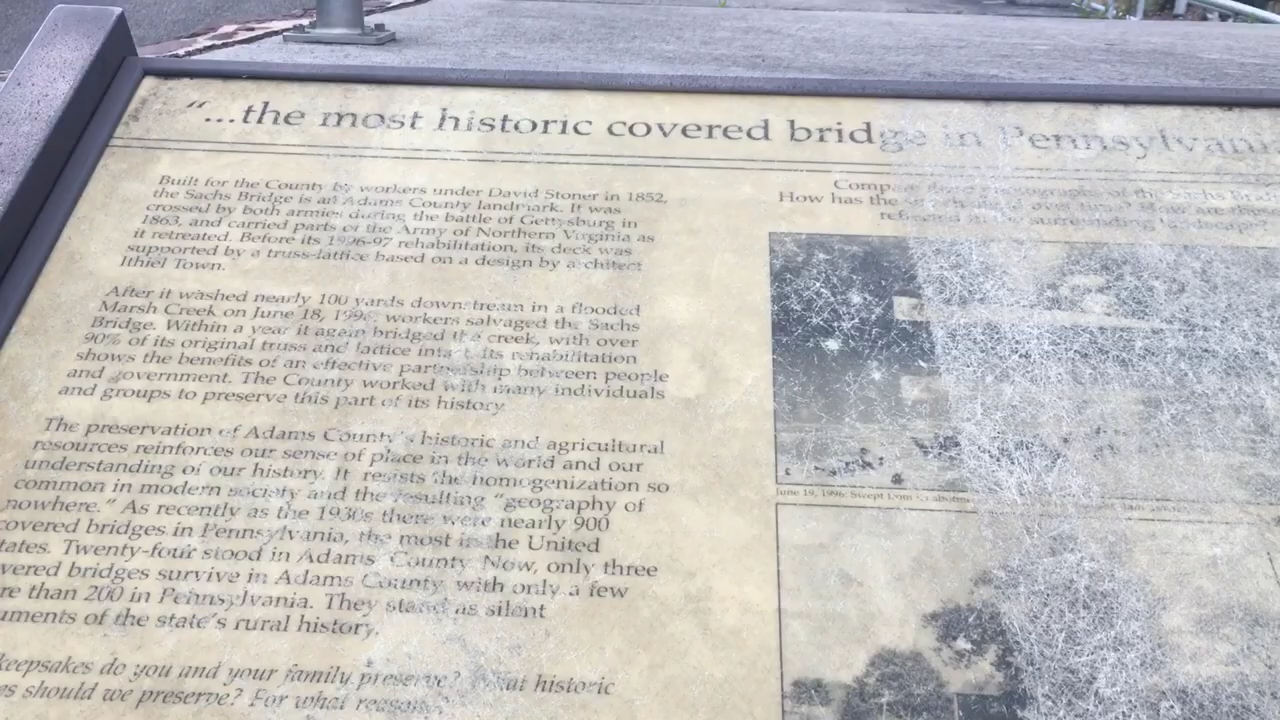 "...the most historic covered bridge in Pennsylvani
Built for the County by workers under David Stoner in 1852,
the Sachs Bridge is an Adams County landmark. It was
crossed by both armies during the battle of Gettysburg in
1863, and carried parts of the Army of Northern Virginia as
it retreated. Before its 1996-97 rehabilitation, its deck was
supported by a truss-lattice based on a design by architect
Ithiel Town.
After it washed nearly 100 yards downstream in a flooded
Marsh Creek on June 18, 1996, workers salvaged the Sachs
Bridge. Within a year it again bridged the creek, with over
90% of its original truss and lattice intact. Its rehabilitation
shows the benefits of an effective partnership between people
and government. The County worked with many individuals
and groups to preserve this part of its history.
The preservation of Adams County's historic and agricultural
resources reinforces our sense of place in the world and our
understanding of our history. It resists the homogenization so
common in modern society and the resulting "geography of
nowhere." As recently as the 1930s there were nearly 900
covered bridges in Pennsylvania, the most in the United
tates. Twenty-four stood in Adams County. Now, only three
vered bridges survive in Adams County, with only a few
re than 200 in Pennsylvania. They stand as silent
uments of the state's rural history.
keepsakes do you and your family preserve? What historic
es should we preserve? For what reasons?
of the Sachs
How has the
June 19, 1996: Swept from its